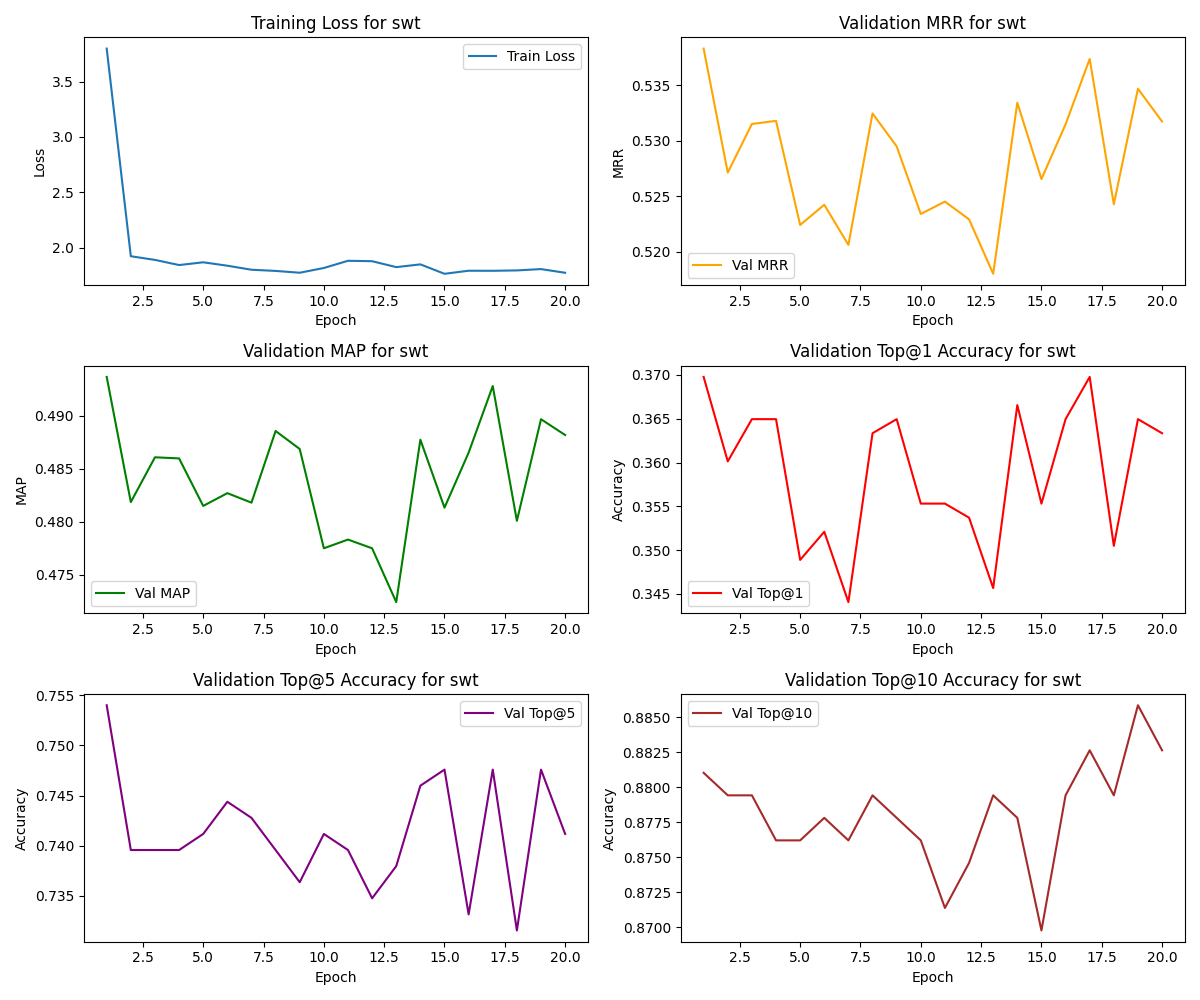 Training Loss for swt
Train Loss
3.5
3.0
2.5
2.0
Loss
2.5 5.0 7.5 10.0 12.5 15.0 17.5 20.0
Epoch
Validation MRR for swt
0.535
0.530
0.525
0.520
MRR
Val MRR
2.5 5.0 7.5 10.0 12.5 15.0 17.5 20.0
Epoch
Validation MAP for swt
0.490
0.485
0.480
0.475
MAP
Val MAP
2.5 5.0 7.5 10.0 12.5 15.0 17.5 20.0
Epoch
Validation Top@1 Accuracy for swt
0.370
0.365
0.360
0.355
0.350
0.345
Accuracy
Val Top@1
2.5 5.0 7.5 10.0 12.5 15.0 17.5 20.0
Epoch
Validation Top@5 Accuracy for swt
Val Top@5
0.755
0.750
0.745
0.740
0.735
Accuracy
2.5 5.0 7.5 10.0 12.5 15.0 17.5 20.0
Epoch
Validation Top@10 Accuracy for swt
Val Top@10
0.8850
0.8825
0.8800
0.8775
0.8750
0.8725
0.8700
Accuracy
2.5 5.0 7.5 10.0 12.5 15.0 17.5 20.0
Epoch